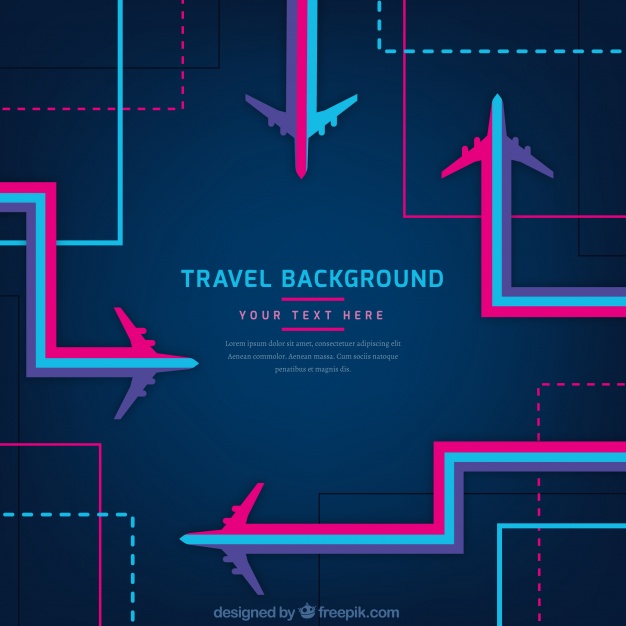 TRAVEL BACKGROUND
YOUR TEXT HERE
Lorem ipsum dolor sit amet, consectetuer adipiscing elit.
Aenean commodor. Aenean massa. Cum sociis natoque
penatibus et magnis dis.
designed by freepik.com